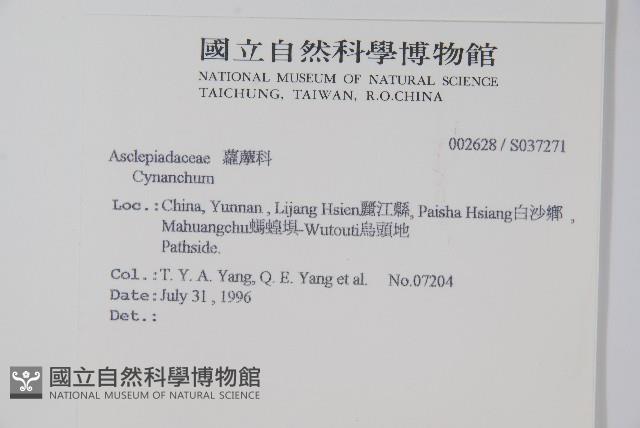 國立自然科學博物館
NATIONAL MUSEUM OF NATURAL SCIENCE
TAICHUNG, TAIWAN, R.O.CHINA
002628 / S037271
Asclepiadaceae 蘿藦科
Cynanchum
Loc.:China, Yunnan , Lijang Hsien麗江縣, Paisha Hsiang白沙鄉 ,
Mahuangchu螞蝗垻-Wutouti烏頭地
Pathside.
Col.:T. Y. A. Yang, Q. E. Yang et al. No.07204
Date:July 31 , 1996
Det.:
國立自然科學博物館
NATIONAL MUSEUM OF NATURAL SCIENCE